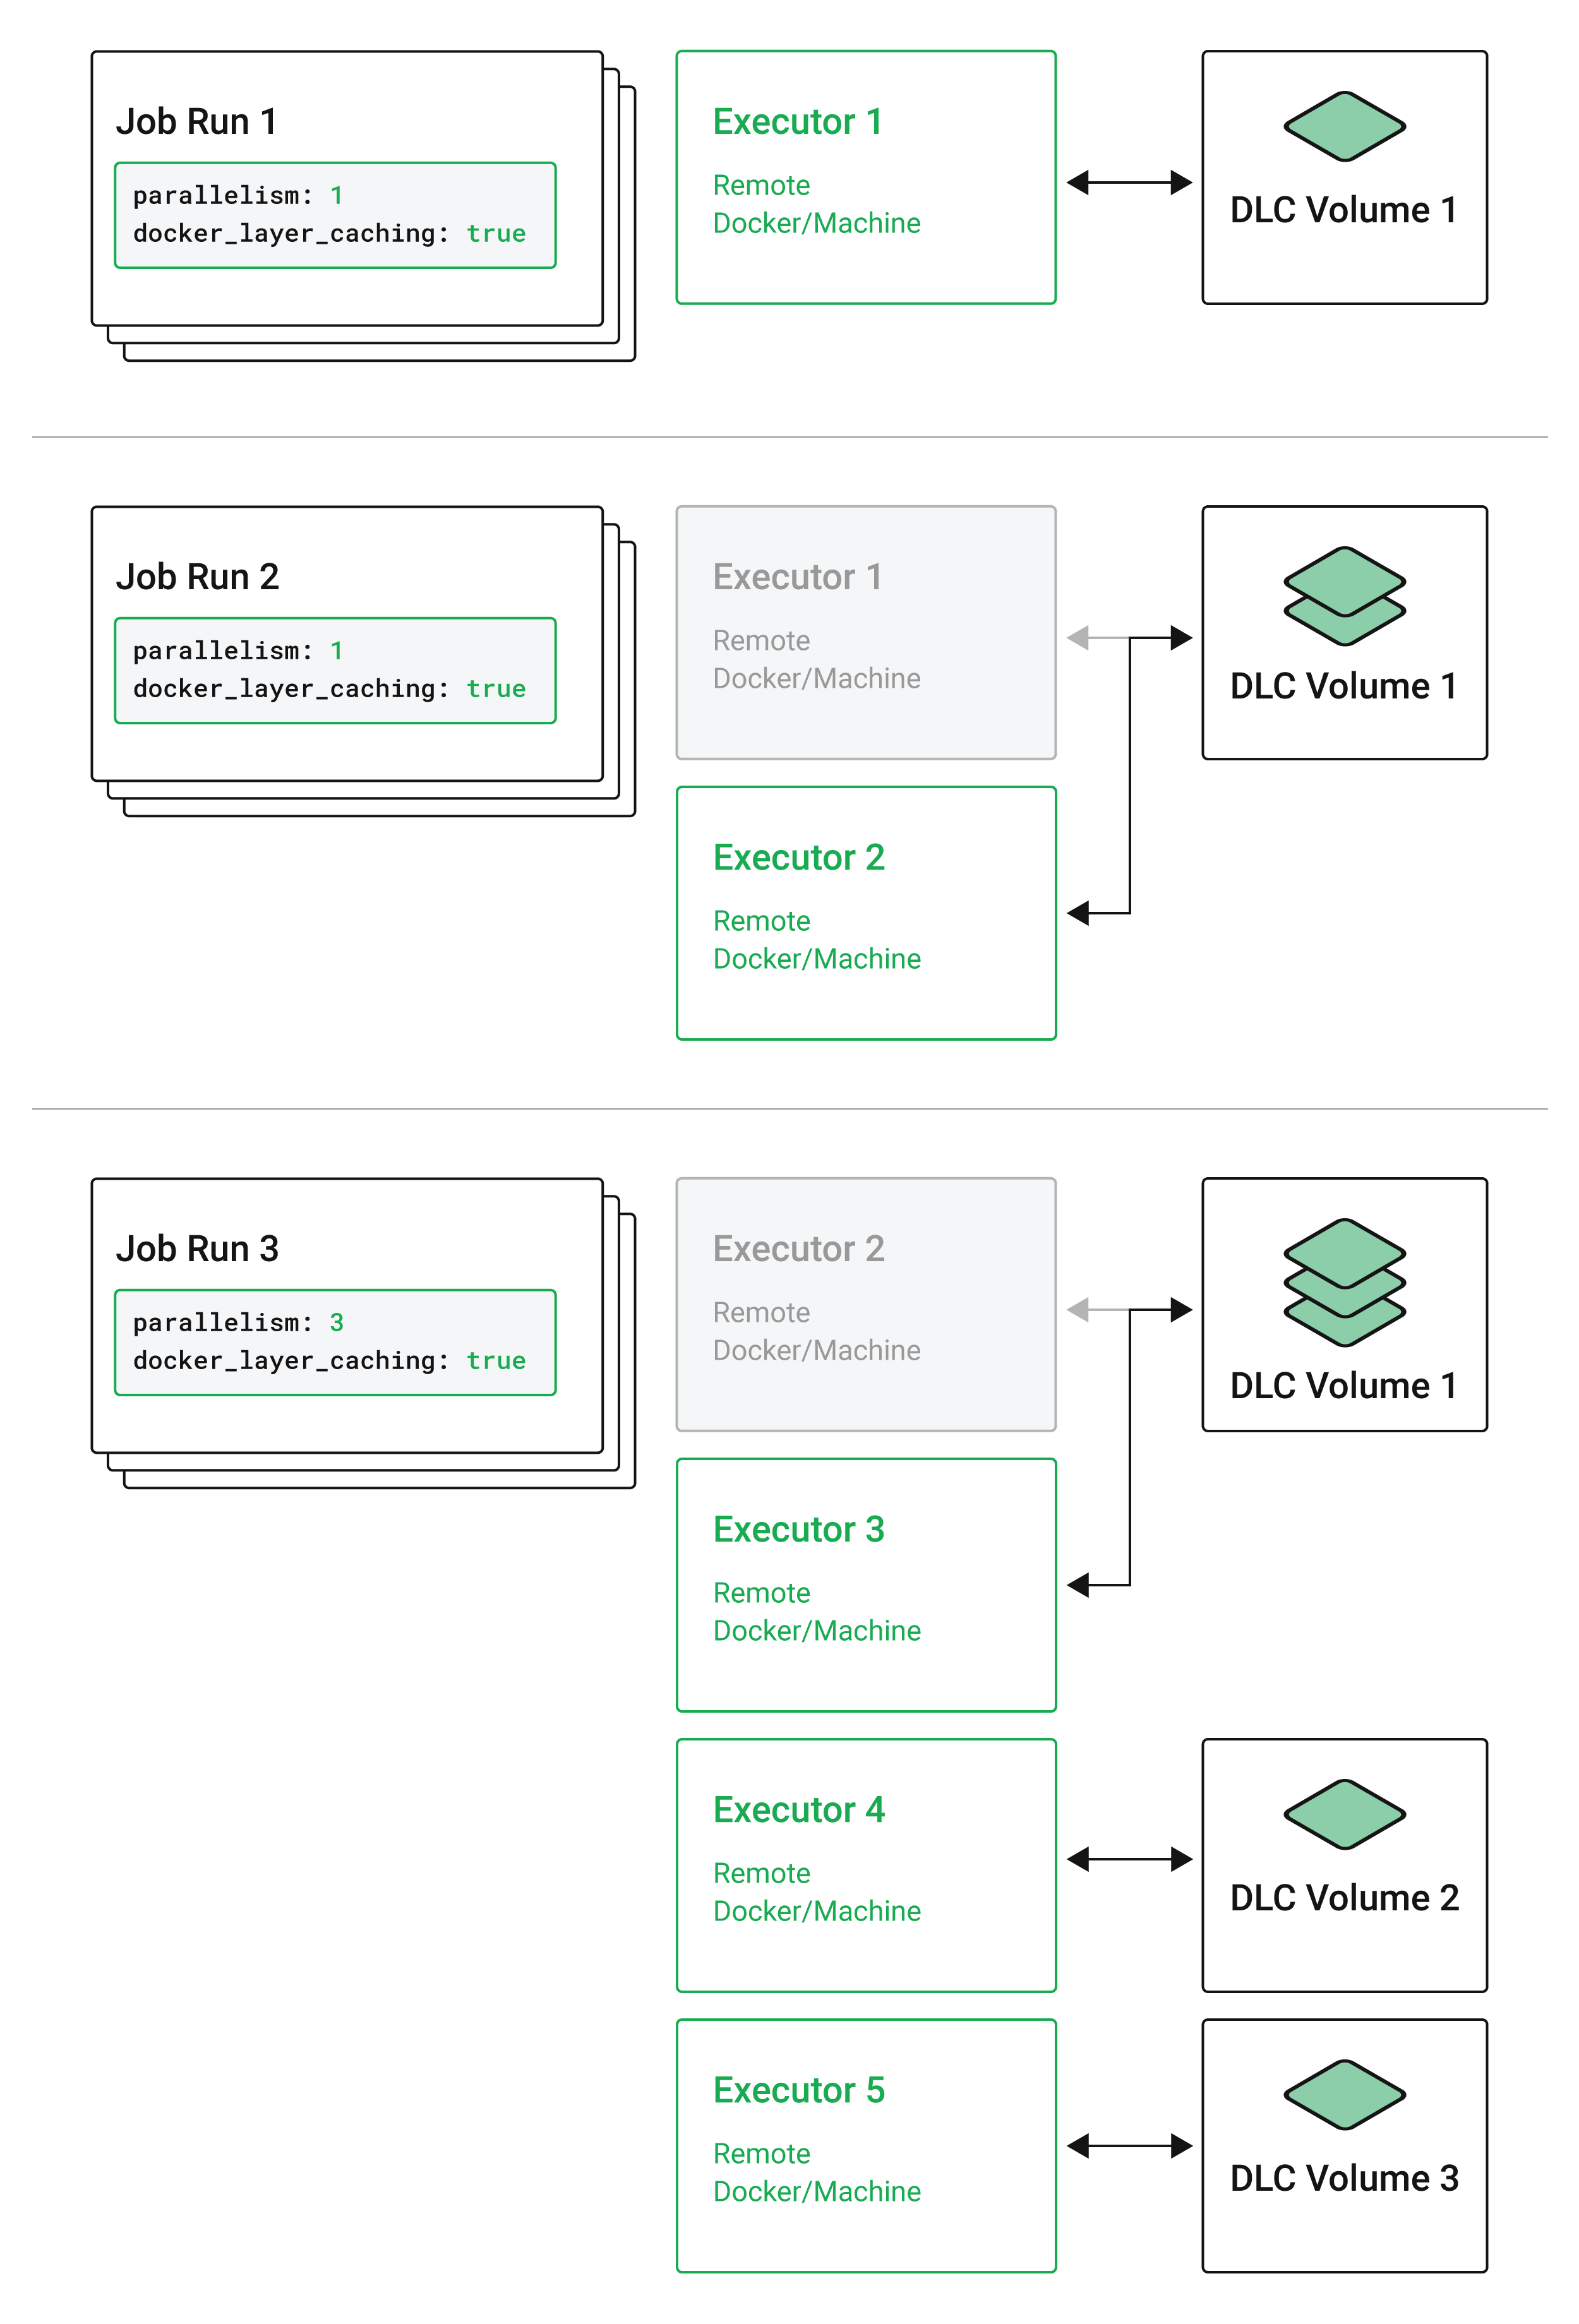 Job Run 1
parallelism: 1
docker_layer_caching: true
Executor 1
Remote
Docker/Machine
DLC Volume 1
Job Run 2
parallelism: 1
docker_layer_caching: true
Executor 1
Remote
Docker/Machine
DLC Volume 1
Executor 2
Remote
Docker/Machine
Job Run 3
parallelism: 3
docker_layer_caching: true
Executor 2
Remote
Docker/Machine
DLC Volume 1
Executor 3
Remote
Docker/Machine
Executor 4
Remote
Docker/Machine
DLC Volume 2
Executor 5
Remote
Docker/Machine
DLC Volume 3